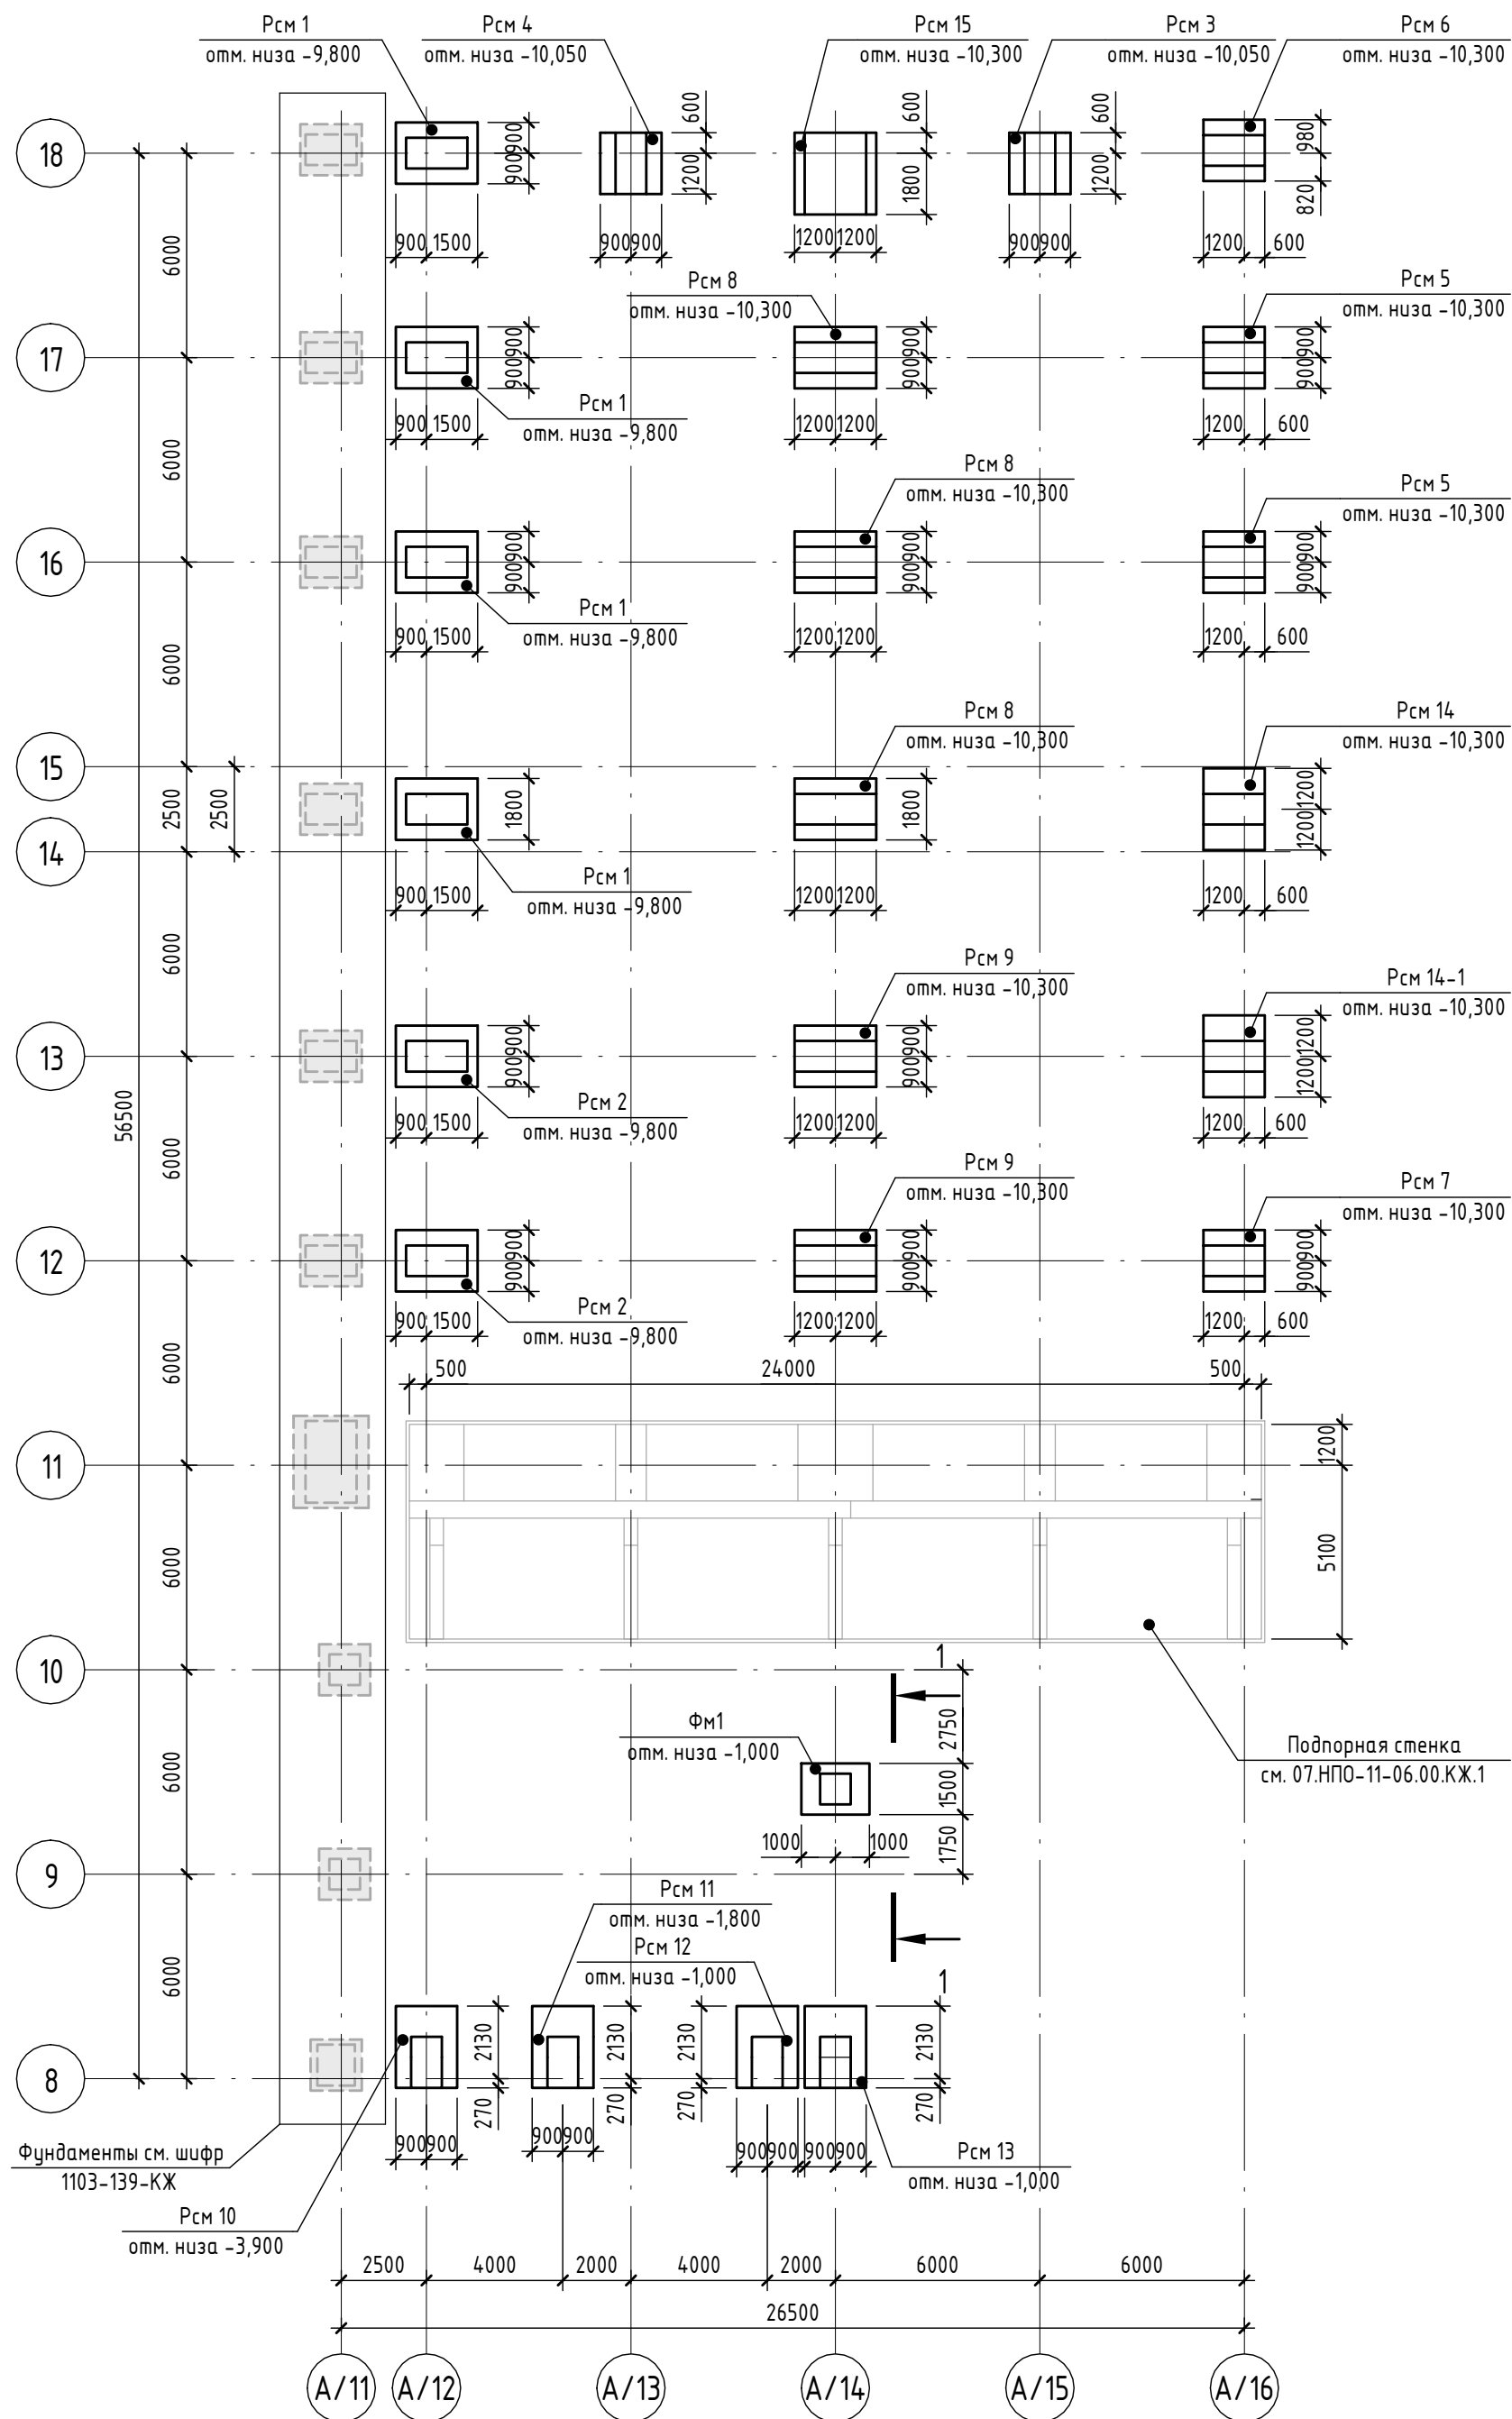 Рсм 1
отм. низа -9,800
Рсм 4
отм. низа -10,050
Рсм 15
отм. низа -10,300
Рсм 3
отм. низа -10,050
Рсм 6
отм. низа -10,300
18
900 900
900 1500
600
1200
900 900
600
1800
1200 1200
600
1200
900 900
980
820
1200 600
6000
Рсм 8
отм. низа -10,300
Рсм 5
отм. низа -10,300
17
900 900
900 1500
Рсм 1
отм. низа -9,800
900 900
1200 1200
900 900
1200 600
6000
Рсм 8
отм. низа -10,300
Рсм 5
отм. низа -10,300
16
900 900
900 1500
Рсм 1
отм. низа -9,800
900 900
1200 1200
900 900
1200 600
6000
Рсм 8
отм. низа -10,300
Рсм 14
отм. низа -10,300
15
2500
2500
14
1800
900 1500
Рсм 1
отм. низа -9,800
1800
1200 1200
1200 1200
1200 600
6000
Рсм 9
отм. низа -10,300
Рсм 14-1
отм. низа -10,300
13
900 900
900 1500
Рсм 2
отм. низа -9,800
900 900
1200 1200
1200 1200
1200 600
56500
6000
Рсм 9
отм. низа -10,300
Рсм 7
отм. низа -10,300
12
900 900
900 1500
Рсм 2
отм. низа -9,800
900 900
1200 1200
900 900
1200 600
6000
500 24000 500
11
1200
5100
6000
10
1
2750
Фм1
отм. низа -1,000
1500
1750
1000 1000
Подпорная стенка
см. 07.НПО-11-06.00.КЖ.1
6000
9
Рсм 11
отм. низа -1,800
Рсм 12
отм. низа -1,000
1
6000
8
2130
270
2130
270
2130
270
2130
270
900 900
900 900
900 900
900 900
Фундаменты см. шифр
1103-139-КЖ
Рсм 13
отм. низа -1,000
Рсм 10
отм. низа -3,900
2500 4000 2000 4000 2000 6000 6000
26500
А/11 А/12 А/13 А/14 А/15 А/16